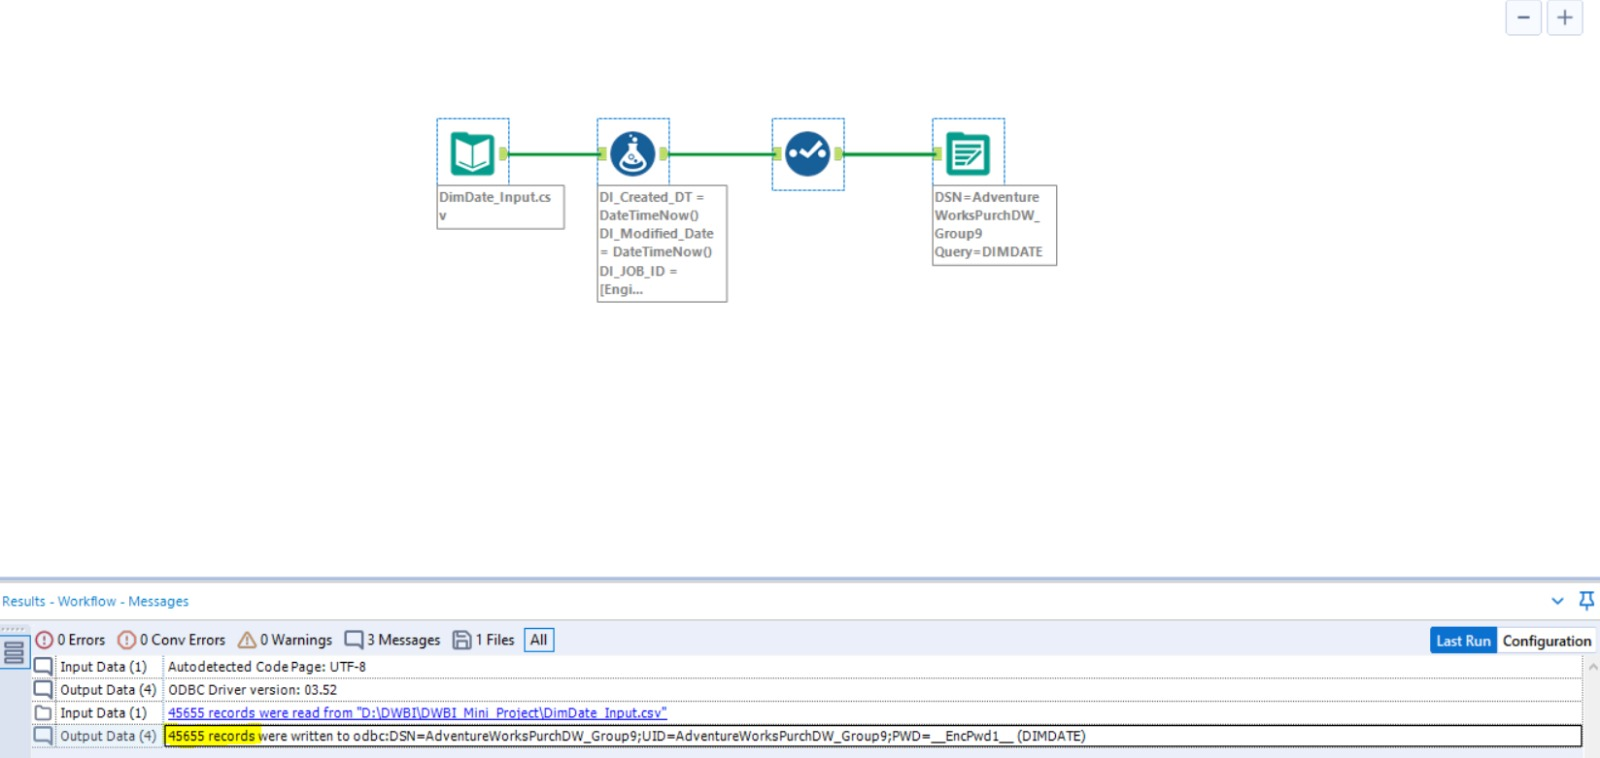 DimDate_Input.cs
v
DI_Created_DT =
DateTimeNow()
DI_Modified_Date
= DateTimeNow()
DI_JOB_ID =
[Engi...
DSN=Adventure
WorksPurchDW_
Group9
Query=DIMDATE
Results - Workflow - Messages
0 Errors 0 Conv Errors 0 Warnings 3 Messages 1 Files All Last Run Configuration
Input Data (1) Autodetected Code Page: UTF-8
Output Data (4) ODBC Driver version: 03.52
Input Data (1) 45655 records were read from "D:\DWBI\DWBI_Mini_Project\DimDate_Input.csv"
Output Data (4) 45655 records were written to odbc:DSN=AdventureWorksPurchDW_Group9;UID=AdventureWorksPurchDW_Group9;PWD=__EncPwd1__ (DIMDATE)